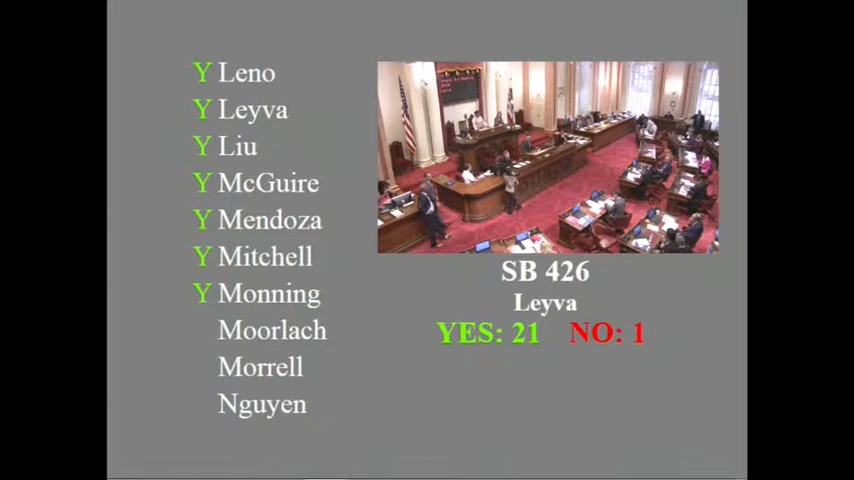 Y Leno
Y Leyva
Y Liu
Y McGuire
Y Mendoza
Y Mitchell
Y Monning
Moorlach
Morrell
Nguyen
SB 426
Leyva
YES: 21 NO: 1